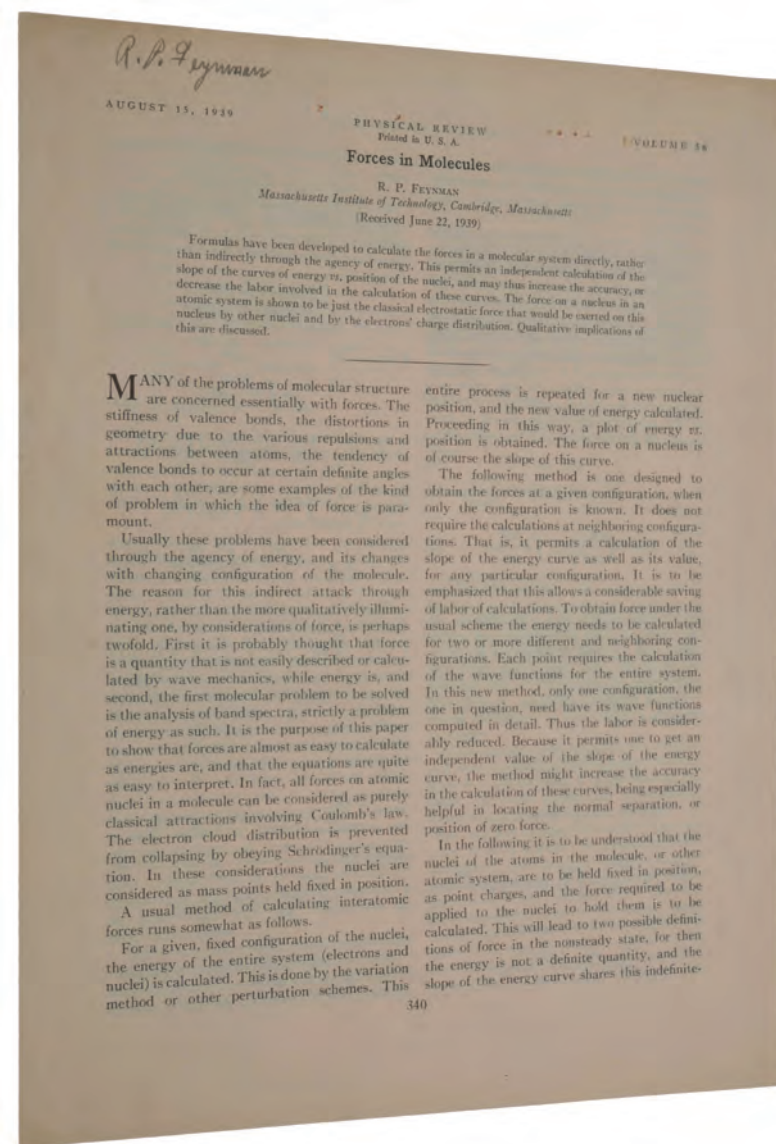 R. P. Feynman
AUGUST 15, 1939
PHYSICAL REVIEW
VOLUME 56
Printed in U. S. A.
Forces in Molecules
R. P. FEYNMAN
Massachusetts Institute of Technology, Cambridge, Massachusetts
(Received June 22, 1939)
Formulas have been developed to calculate the forces in a molecular system directly, rather
than indirectly through the agency of energy. This permits an independent calculation of the
slope of the curves of energy vs. position of the nuclei, and may thus increase the accuracy, or
decrease the labor involved in the calculation of these curves. The force on a nucleus in an
atomic system is shown to be just the classical electrostatic force that would be exerted on this
nucleus by other nuclei and by the electrons' charge distribution. Qualitative implications of
this are discussed.
MANY of the problems of molecular structure
are concerned essentially with forces. The
stiffness of valence bonds, the distortions in
geometry due to the various repulsions and
attractions between atoms, the tendency of
valence bonds to occur at certain definite angles
with each other, are some examples of the kind
of problem in which the idea of force is para-
mount.
Usually these problems have been considered
through the agency of energy, and its changes
with changing configuration of the molecule.
The reason for this indirect attack through
energy, rather than the more qualitatively illumi-
nating one, by considerations of force, is perhaps
twofold. First it is probably thought that force
is a quantity that is not easily described or calcu-
lated by wave mechanics, while energy is, and
second, the first molecular problem to be solved
is the analysis of band spectra, strictly a problem
of energy as such. It is the purpose of this paper
to show that forces are almost as easy to calculate
as energies are, and that the equations are quite
as easy to interpret. In fact, all forces on atomic
nuclei in a molecule can be considered as purely
classical attractions involving Coulomb's law.
The electron cloud distribution is prevented
from collapsing by obeying Schrödinger's equa-
tion. In these considerations the nuclei are
considered as mass points held fixed in position.
A usual method of calculating interatomic
forces runs somewhat as follows.
For a given, fixed configuration of the nuclei,
the energy of the entire system (electrons and
nuclei) is calculated. This is done by the variation
method or other perturbation schemes. This
entire process is repeated for a new nuclear
position, and the new value of energy calculated.
Proceeding in this way, a plot of energy vs.
position is obtained. The force on a nucleus is
of course the slope of this curve.
The following method is one designed to
obtain the forces at a given configuration, when
only the configuration is known. It does not
require the calculations at neighboring configura-
tions. That is, it permits a calculation of the
slope of the energy curve as well as its value,
for any particular configuration. It is to be
emphasized that this allows a considerable saving
of labor of calculations. To obtain force under the
usual scheme the energy needs to be calculated
for two or more different and neighboring con-
figurations. Each point requires the calculation
of the wave functions for the entire system.
In this new method, only one configuration, the
one in question, need have its wave functions
computed in detail. Thus the labor is consider-
ably reduced. Because it permits one to get an
independent value of the slope of the energy
curve, the method might increase the accuracy
in the calculation of these curves, being especially
helpful in locating the normal separation, or
position of zero force.
In the following it is to be understood that the
nuclei of the atoms in the molecule, or other
atomic system, are to be held fixed in position,
as point charges, and the force required to be
applied to the nuclei to hold them is to be
calculated. This will lead to two possible defini-
tions of force in the nonsteady state, for then
the energy is not a definite quantity, and the
slope of the energy curve shares this indefinite-
340